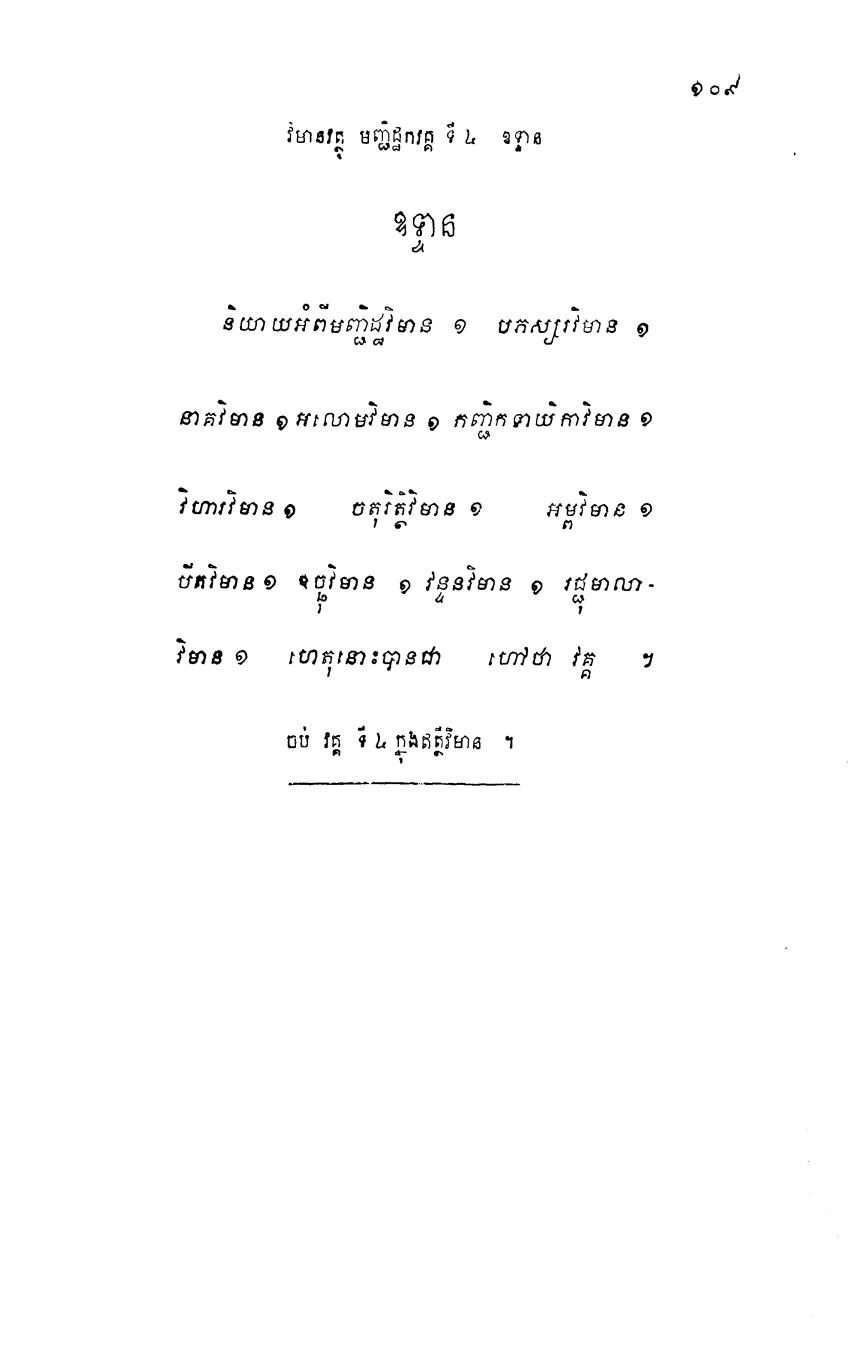 ១០៩
វិមានវត្ថុ មញ្ជិដ្ឋកវគ្គ ទី ៤ ឧទ្ទាន
ឧទ្ទាន
និយាយអំពីមញ្ជិដ្ឋវិមាន ១ បភស្សរវិមាន ១
នាគវិមាន ១ អលោមវិមាន ១ កញ្ជិកទាយិកាវិមាន ១
វិហារវិមាន ១ ចតុរិត្ថិវិមាន ១ អម្ពវិមាន ១
បីតវិមាន ១ ឧច្ឆុវិមាន ១ វន្ទនវិមាន ១ រជ្ជុមាលា-
វិមាន ១ ហេតុនោះបានជា ហៅថា វគ្គ ។
ចប់ វគ្គ ទី ៤ ក្នុងឥត្ថីវិមាន ។